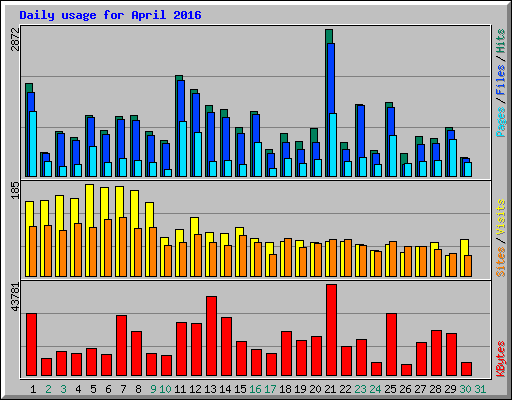 Daily usage for April 2016
2872
Pages / Files / Hits
185
Sites / Visits
43781
KBytes
1 2 3 4 5 6 7 8 9 10 11 12 13 14 15 16 17 18 19 20 21 22 23 24 25 26 27 28 29 30 31